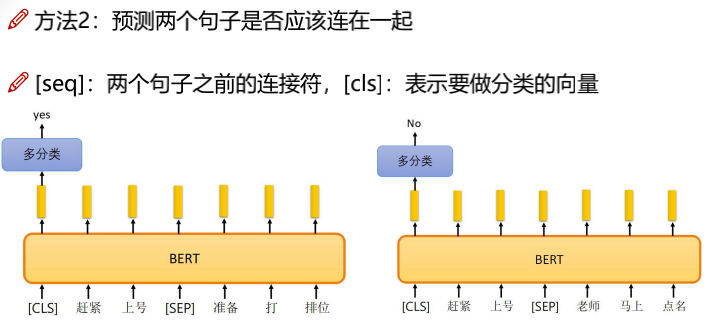 方法2：预测两个句子是否应该连在一起
[seq]：两个句子之前的连接符，[cls]：表示要做分类的向量
yes
多分类
BERT
[CLS] 赶紧 上号 [SEP] 准备 打 排位
No
多分类
BERT
[CLS] 赶紧 上号 [SEP] 老师 马上 点名